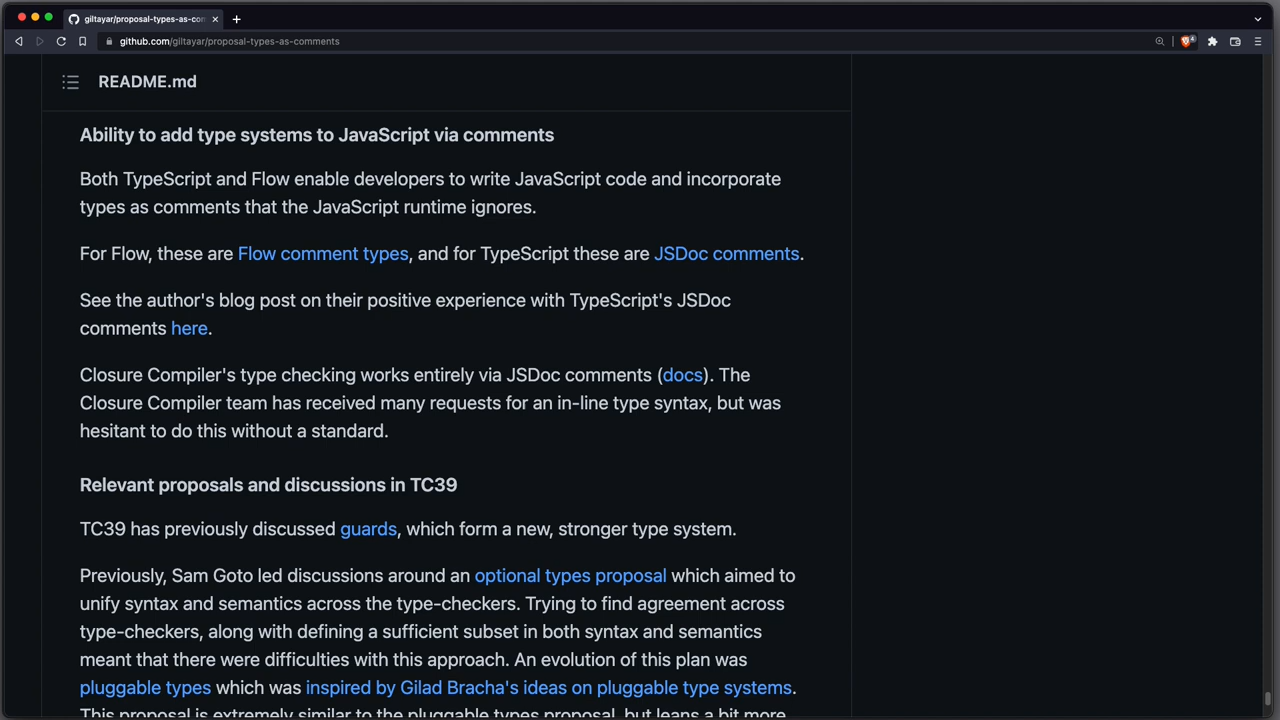 giltayar/proposal-types-as-com
github.com/giltayar/proposal-types-as-comments
4
README.md
Ability to add type systems to JavaScript via comments
Both TypeScript and Flow enable developers to write JavaScript code and incorporate
types as comments that the JavaScript runtime ignores.
For Flow, these are Flow comment types, and for TypeScript these are JSDoc comments.
See the author's blog post on their positive experience with TypeScript's JSDoc
comments here.
Closure Compiler's type checking works entirely via JSDoc comments (docs). The
Closure Compiler team has received many requests for an in-line type syntax, but was
hesitant to do this without a standard.
Relevant proposals and discussions in TC39
TC39 has previously discussed guards, which form a new, stronger type system.
Previously, Sam Goto led discussions around an optional types proposal which aimed to
unify syntax and semantics across the type-checkers. Trying to find agreement across
type-checkers, along with defining a sufficient subset in both syntax and semantics
meant that there were difficulties with this approach. An evolution of this plan was
pluggable types which was inspired by Gilad Bracha's ideas on pluggable type systems.
This proposal is extremely similar to the pluggable types proposal, but leans a bit more